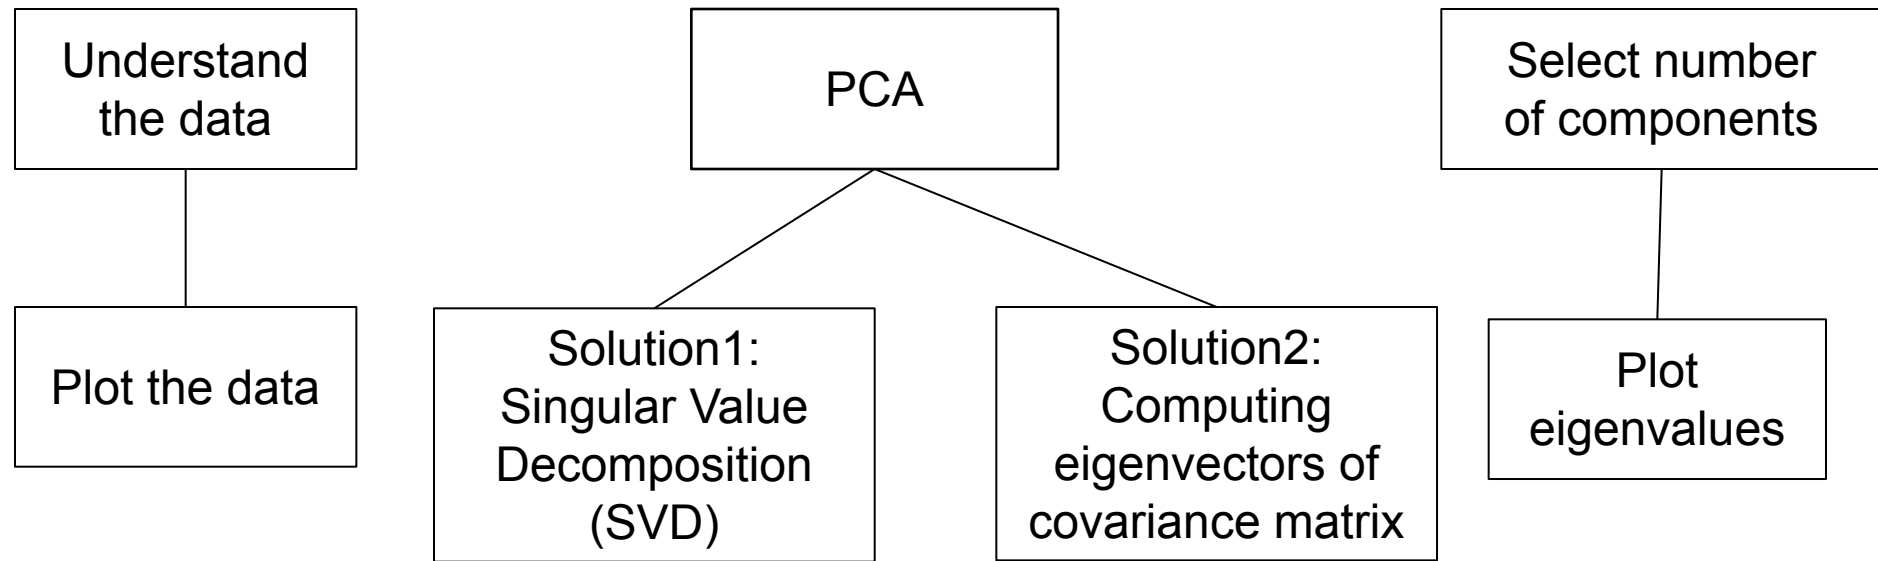 Understand
the data
PCA
Select number
of components
Plot the data
Solution1:
Singular Value
Decomposition
(SVD)
Solution2:
Computing
eigenvectors of
covariance matrix
Plot
eigenvalues